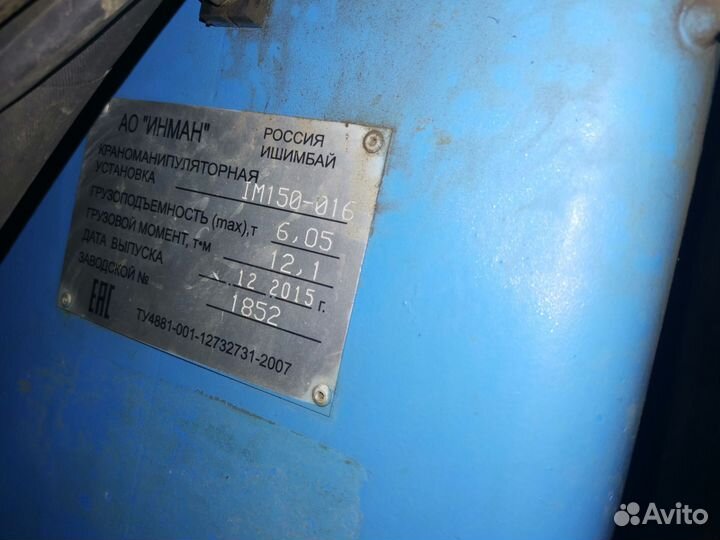 АО "ИНМАН"
РОССИЯ
ИШИМБАЙ
КРАНОМАНИПУЛЯТОРНАЯ
УСТАНОВКА IM150-016
ГРУЗОПОДЪЕМНОСТЬ (max),т 6,05
ГРУЗОВОЙ МОМЕНТ, т•м 12,1
ДАТА ВЫПУСКА 12 2015 г.
ЗАВОДСКОЙ № 1852
EAC
ТУ4881-001-12732731-2007
Avito